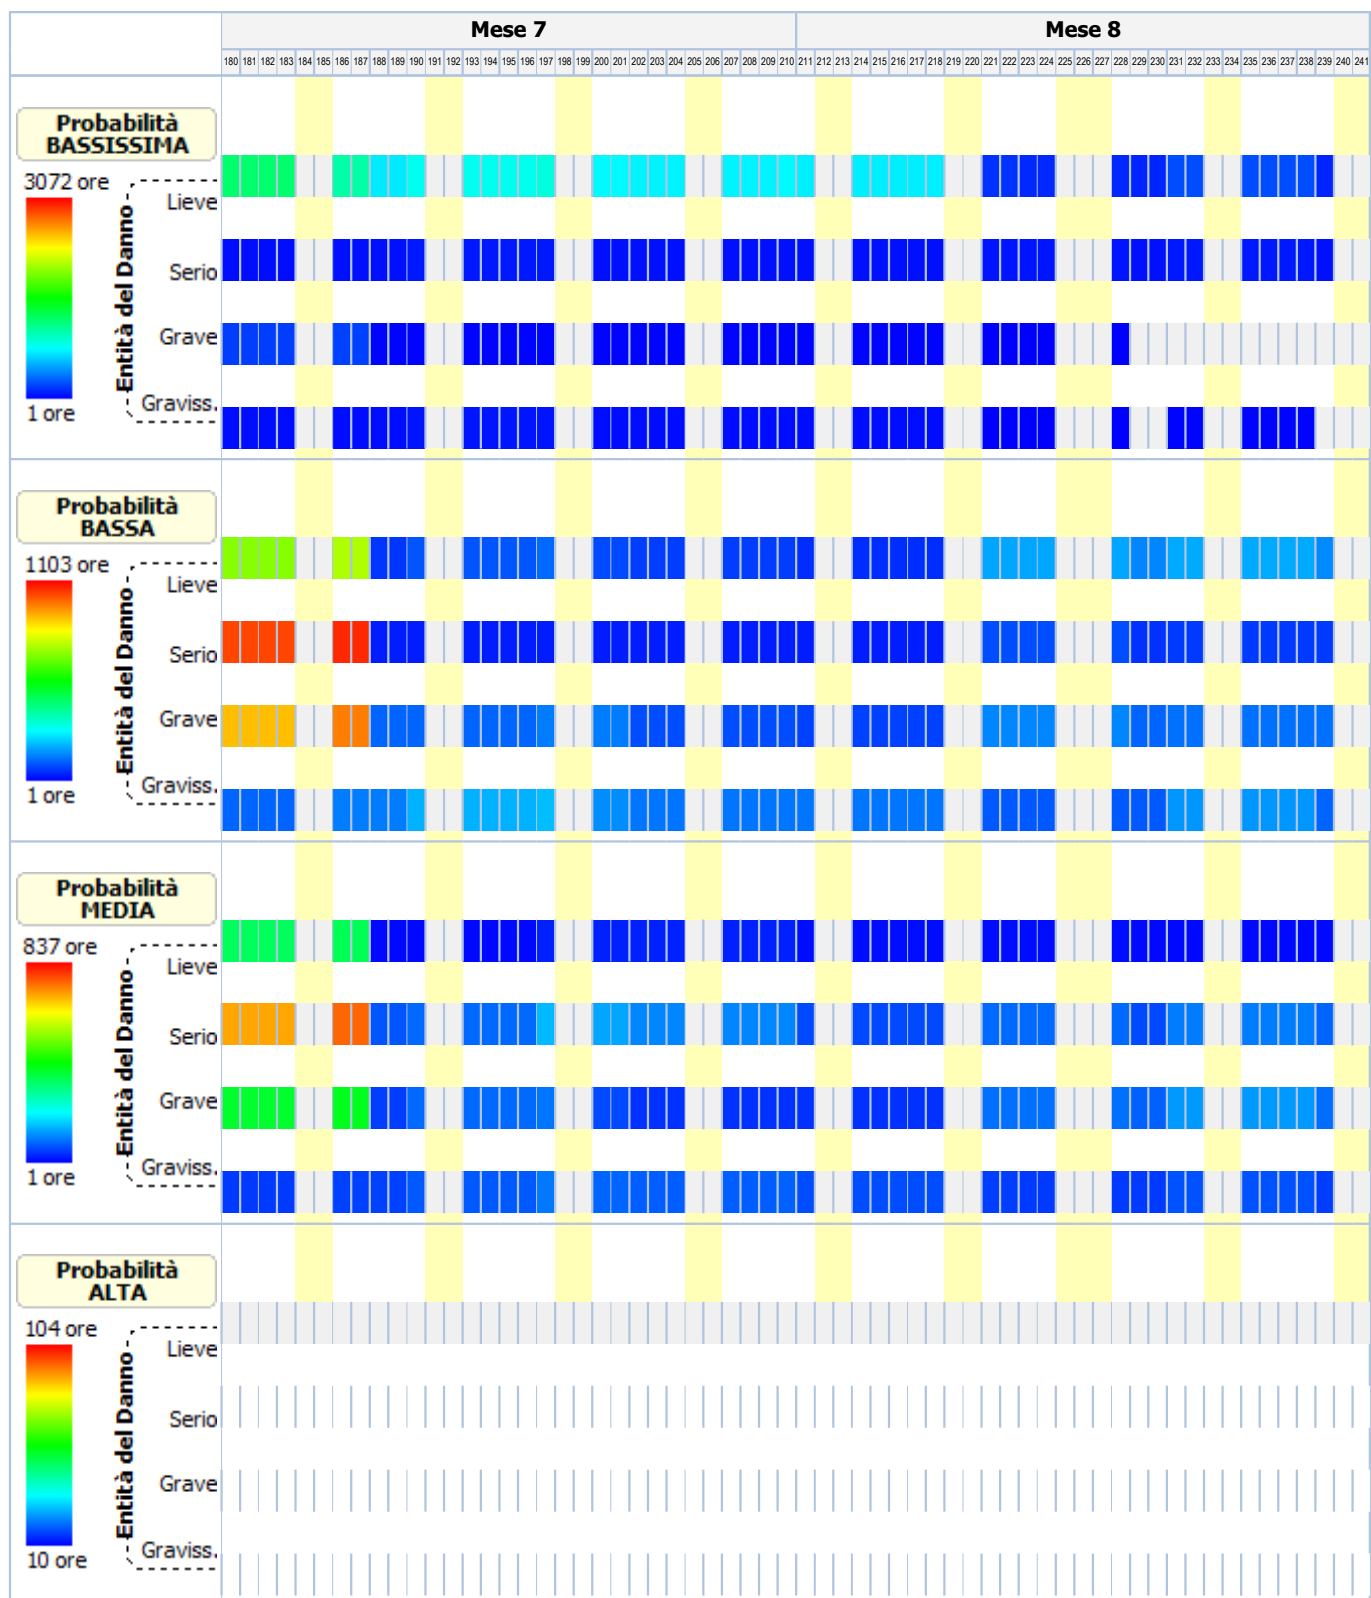 Mese 7 Mese 8
180 181 182 183 184 185 186 187 188 189 190 191 192 193 194 195 196 197 198 199 200 201 202 203 204 205 206 207 208 209 210 211 212 213 214 215 216 217 218 219 220 221 222 223 224 225 226 227 228 229 230 231 232 233 234 235 236 237 238 239 240 241
Probabilità
BASSISSIMA
3072 ore
Entità del Danno
Lieve
Serio
Grave
Graviss.
1 ore
Probabilità
BASSA
1103 ore
Entità del Danno
Lieve
Serio
Grave
Graviss.
1 ore
Probabilità
MEDIA
837 ore
Entità del Danno
Lieve
Serio
Grave
Graviss.
1 ore
Probabilità
ALTA
104 ore
Entità del Danno
Lieve
Serio
Grave
Graviss.
10 ore